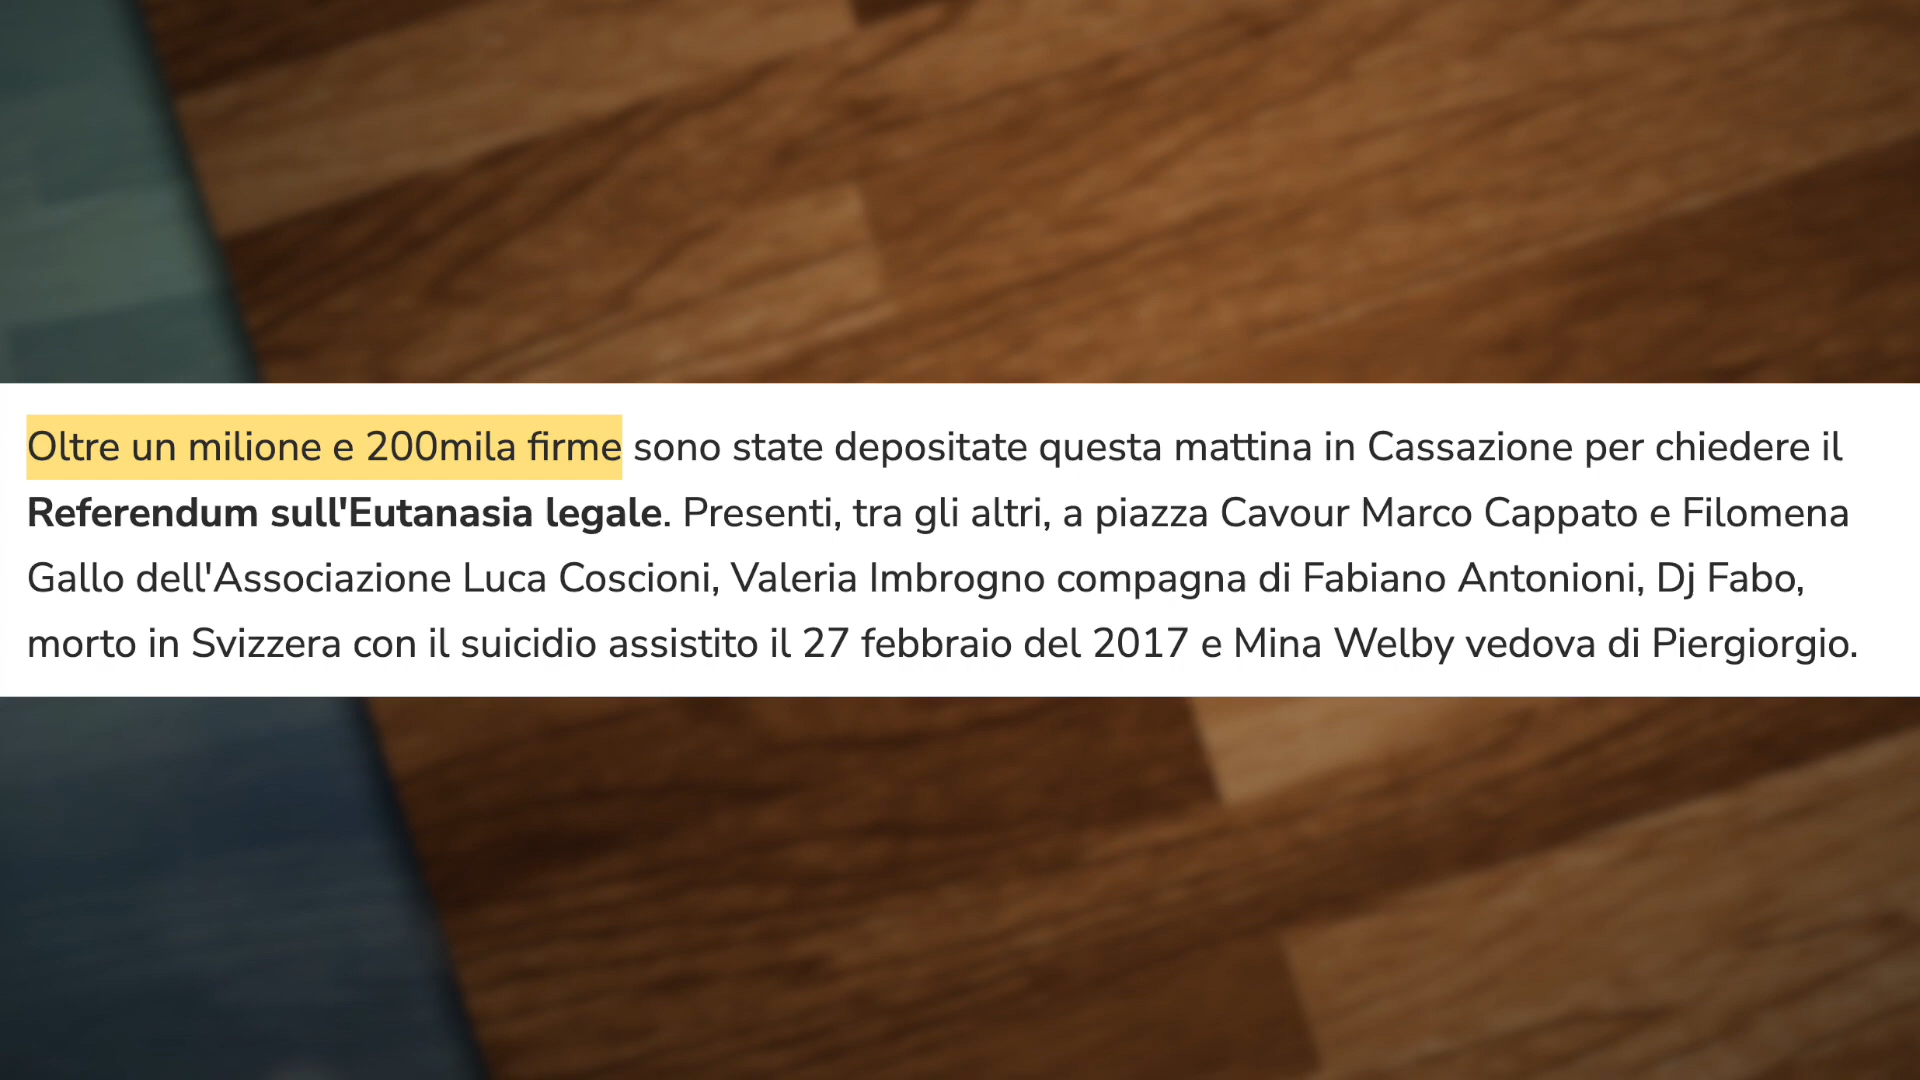 Oltre un milione e 200mila firme sono state depositate questa mattina in Cassazione per chiedere il
Referendum sull'Eutanasia legale. Presenti, tra gli altri, a piazza Cavour Marco Cappato e Filomena
Gallo dell'Associazione Luca Coscioni, Valeria Imbrogno compagna di Fabiano Antonioni, Dj Fabo,
morto in Svizzera con il suicidio assistito il 27 febbraio del 2017 e Mina Welby vedova di Piergiorgio.